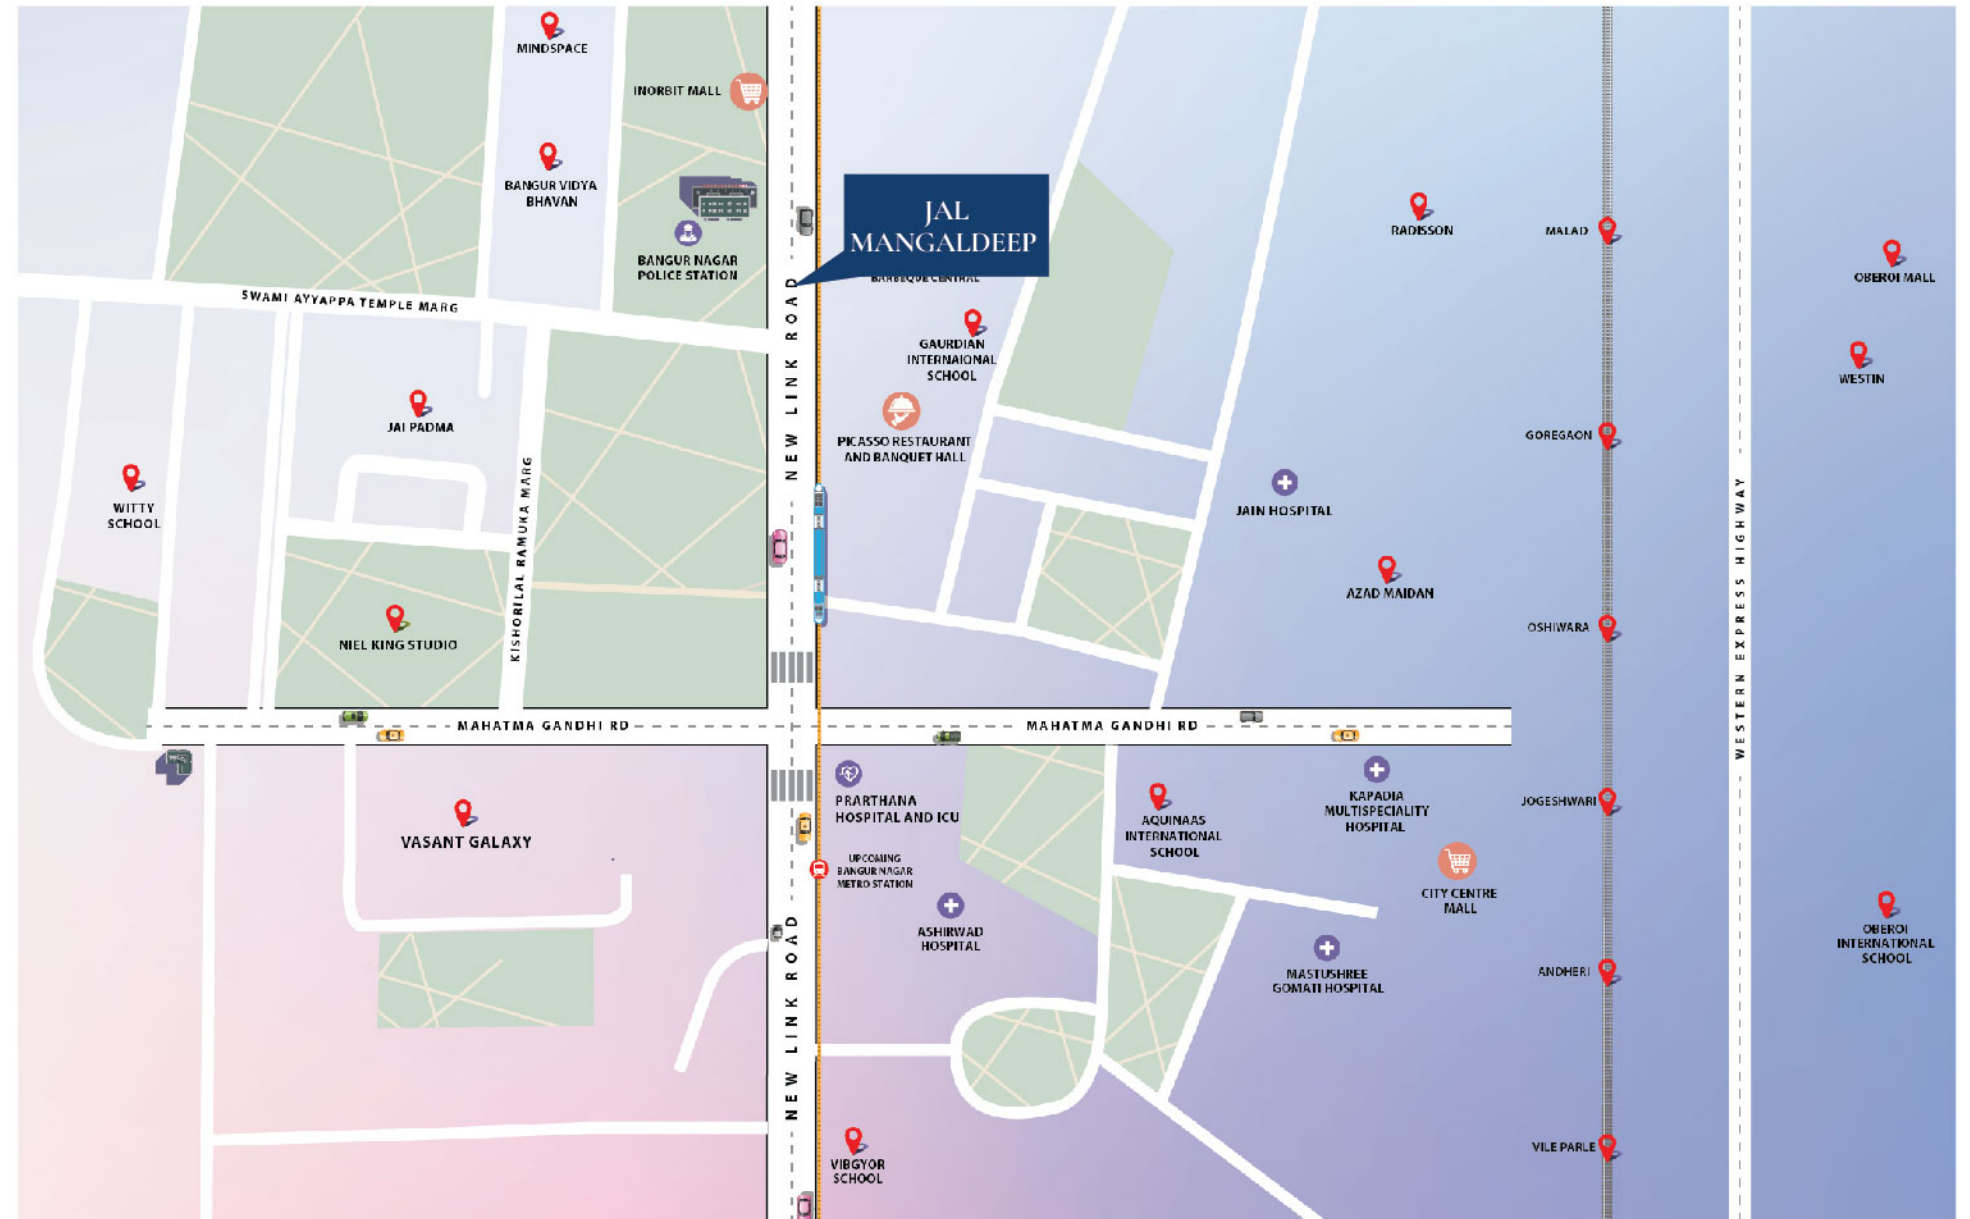 MINDSPACE
INORBIT MALL
BANGUR VIDYA
BHAVAN
BANGUR NAGAR
POLICE STATION
JAL
MANGALDEEP
BARBEQUE CENTRAL
RADISSON
MALAD
OBEROI MALL
SWAMI AYYAPPA TEMPLE MARG
NEW LINK ROAD
GAURDIAN
INTERNAIONAL
SCHOOL
WESTIN
JAI PADMA
PICASSO RESTAURANT
AND BANQUET HALL
GOREGAON
WITTY
SCHOOL
KISHORILAL RAMUKA MARG
JAIN HOSPITAL
WESTERN EXPRESS HIGHWAY
AZAD MAIDAN
NIEL KING STUDIO
OSHIWARA
MAHATMA GANDHI RD
MAHATMA GANDHI RD
PRARTHANA
HOSPITAL AND ICU
AQUINAAS
INTERNATIONAL
SCHOOL
KAPADIA
MULTISPECIALITY
HOSPITAL
JOGESHWARI
VASANT GALAXY
UPCOMING
BANGUR NAGAR
METRO STATION
CITY CENTRE
MALL
ASHIRWAD
HOSPITAL
NEW LINK ROAD
MASTUSHREE
GOMATI HOSPITAL
ANDHERI
OBEROI
INTERNATIONAL
SCHOOL
VIBGYOR
SCHOOL
VILE PARLE